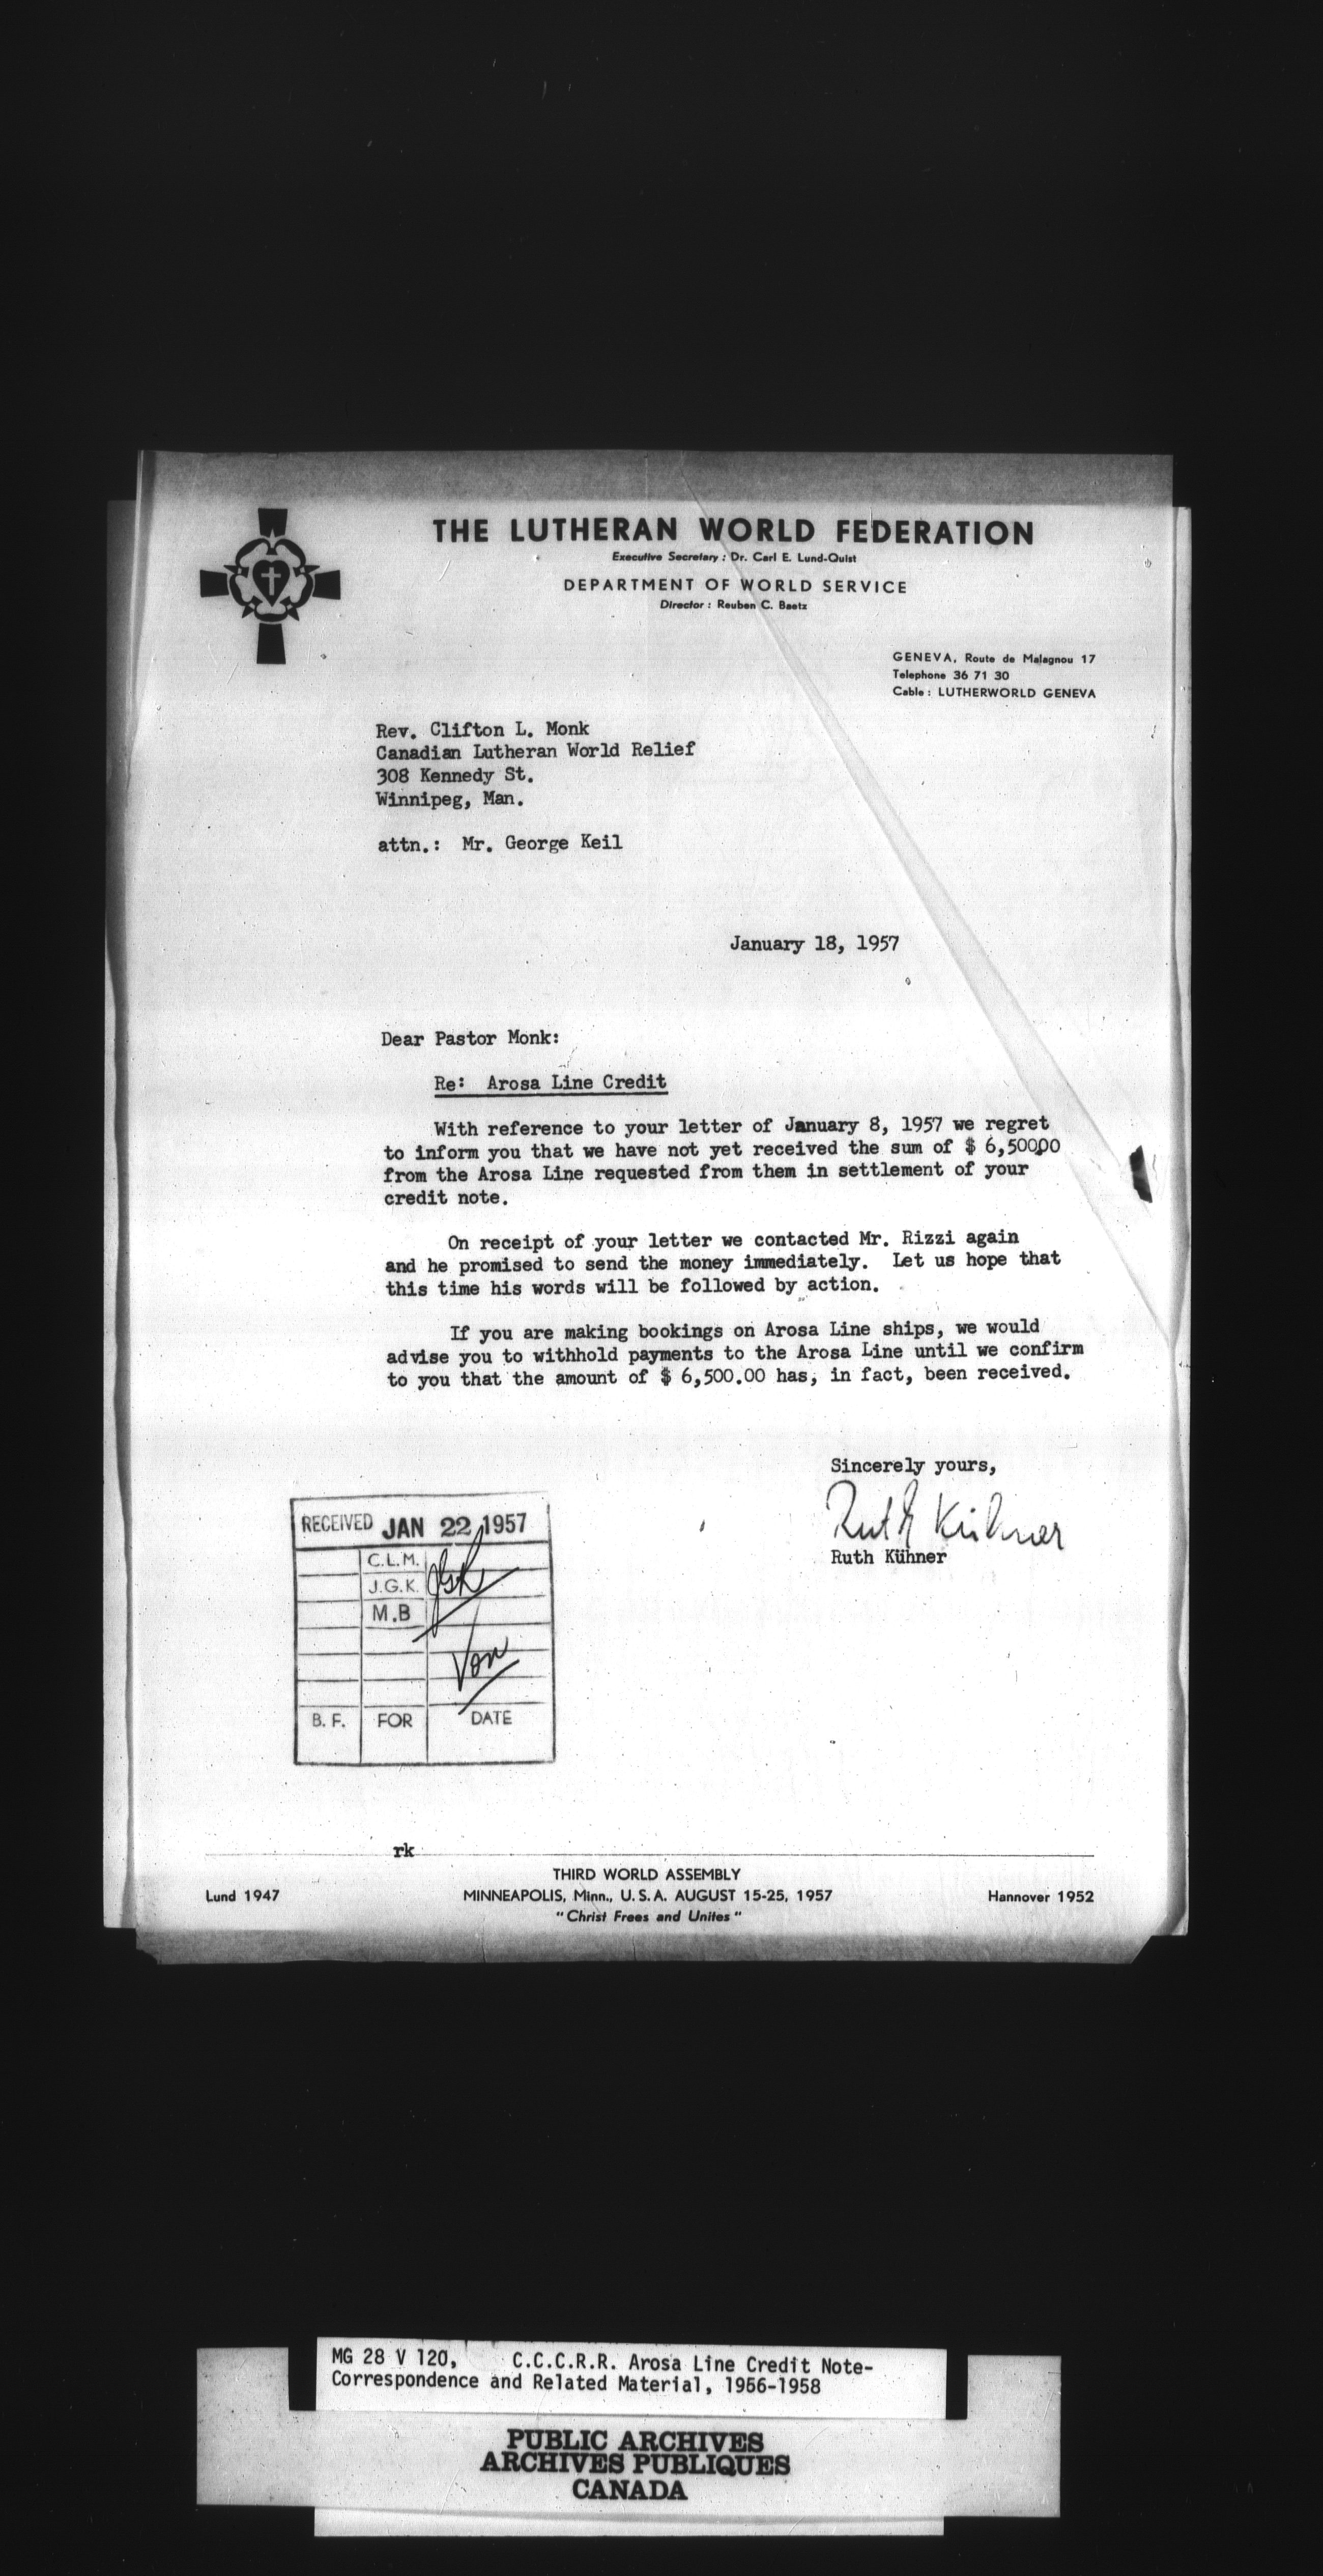 THE LUTHERAN WORLD FEDERATION
Executive Secretary : Dr. Carl E. Lund-Quist
DEPARTMENT OF WORLD SERVICE
Director : Reuben C. Baetz
GENEVA, Route de Malagnou 17
Telephone 36 71 30
Cable : LUTHERWORLD GENEVA
Rev. Clifton L. Monk
Canadian Lutheran World Relief
308 Kennedy St.
Winnipeg, Man.
attn.: Mr. George Keil
January 18, 1957
Dear Pastor Monk:
Re: Arosa Line Credit
With reference to your letter of January 8, 1957 we regret
to inform you that we have not yet received the sum of $ 6,500.00
from the Arosa Line requested from them in settlement of your
credit note.
On receipt of your letter we contacted Mr. Rizzi again
and he promised to send the money immediately. Let us hope that
this time his words will be followed by action.
If you are making bookings on Arosa Line ships, we would
advise you to withhold payments to the Arosa Line until we confirm
to you that the amount of $ 6,500.00 has, in fact, been received.
Sincerely yours,
Ruth Kühner
Ruth Kühner
RECEIVED JAN 22 1957
C.L.M.
J.G.K. JGK
M.B
B. F. FOR DATE
rk
THIRD WORLD ASSEMBLY
Lund 1947 MINNEAPOLIS, Minn., U. S. A. AUGUST 15-25, 1957 Hannover 1952
"Christ Frees and Unites"
MG 28 V 120, C.C.C.R.R. Arosa Line Credit Note-
Correspondence and Related Material, 1956-1958
PUBLIC ARCHIVES
ARCHIVES PUBLIQUES
CANADA